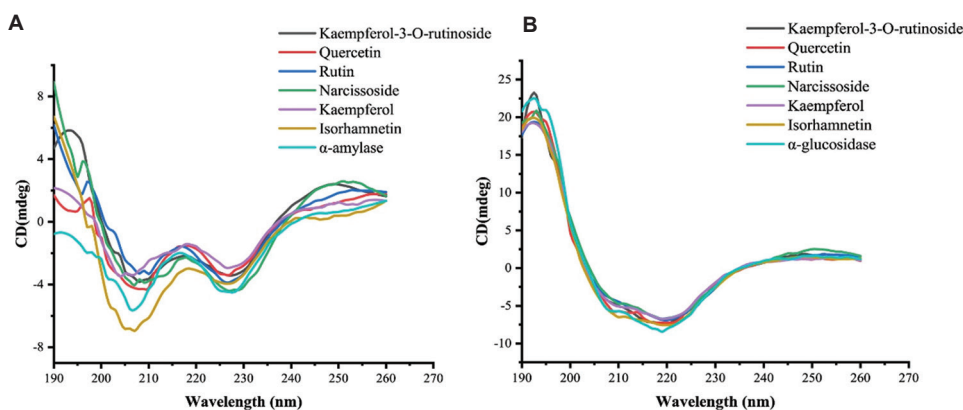 A
Kaempferol-3-O-rutinoside
Quercetin
Rutin
Narcissoside
Kaempferol
Isorhamnetin
α-amylase
CD(mdeg)
8
4
0
-4
-8
190 200 210 220 230 240 250 260 270
Wavelength (nm)
B
Kaempferol-3-O-rutinoside
Quercetin
Rutin
Narcissoside
Kaempferol
Isorhamnetin
α-glucosidase
CD(mdeg)
25
20
15
10
5
0
-5
-10
190 200 210 220 230 240 250 260 270
Wavelength (nm)